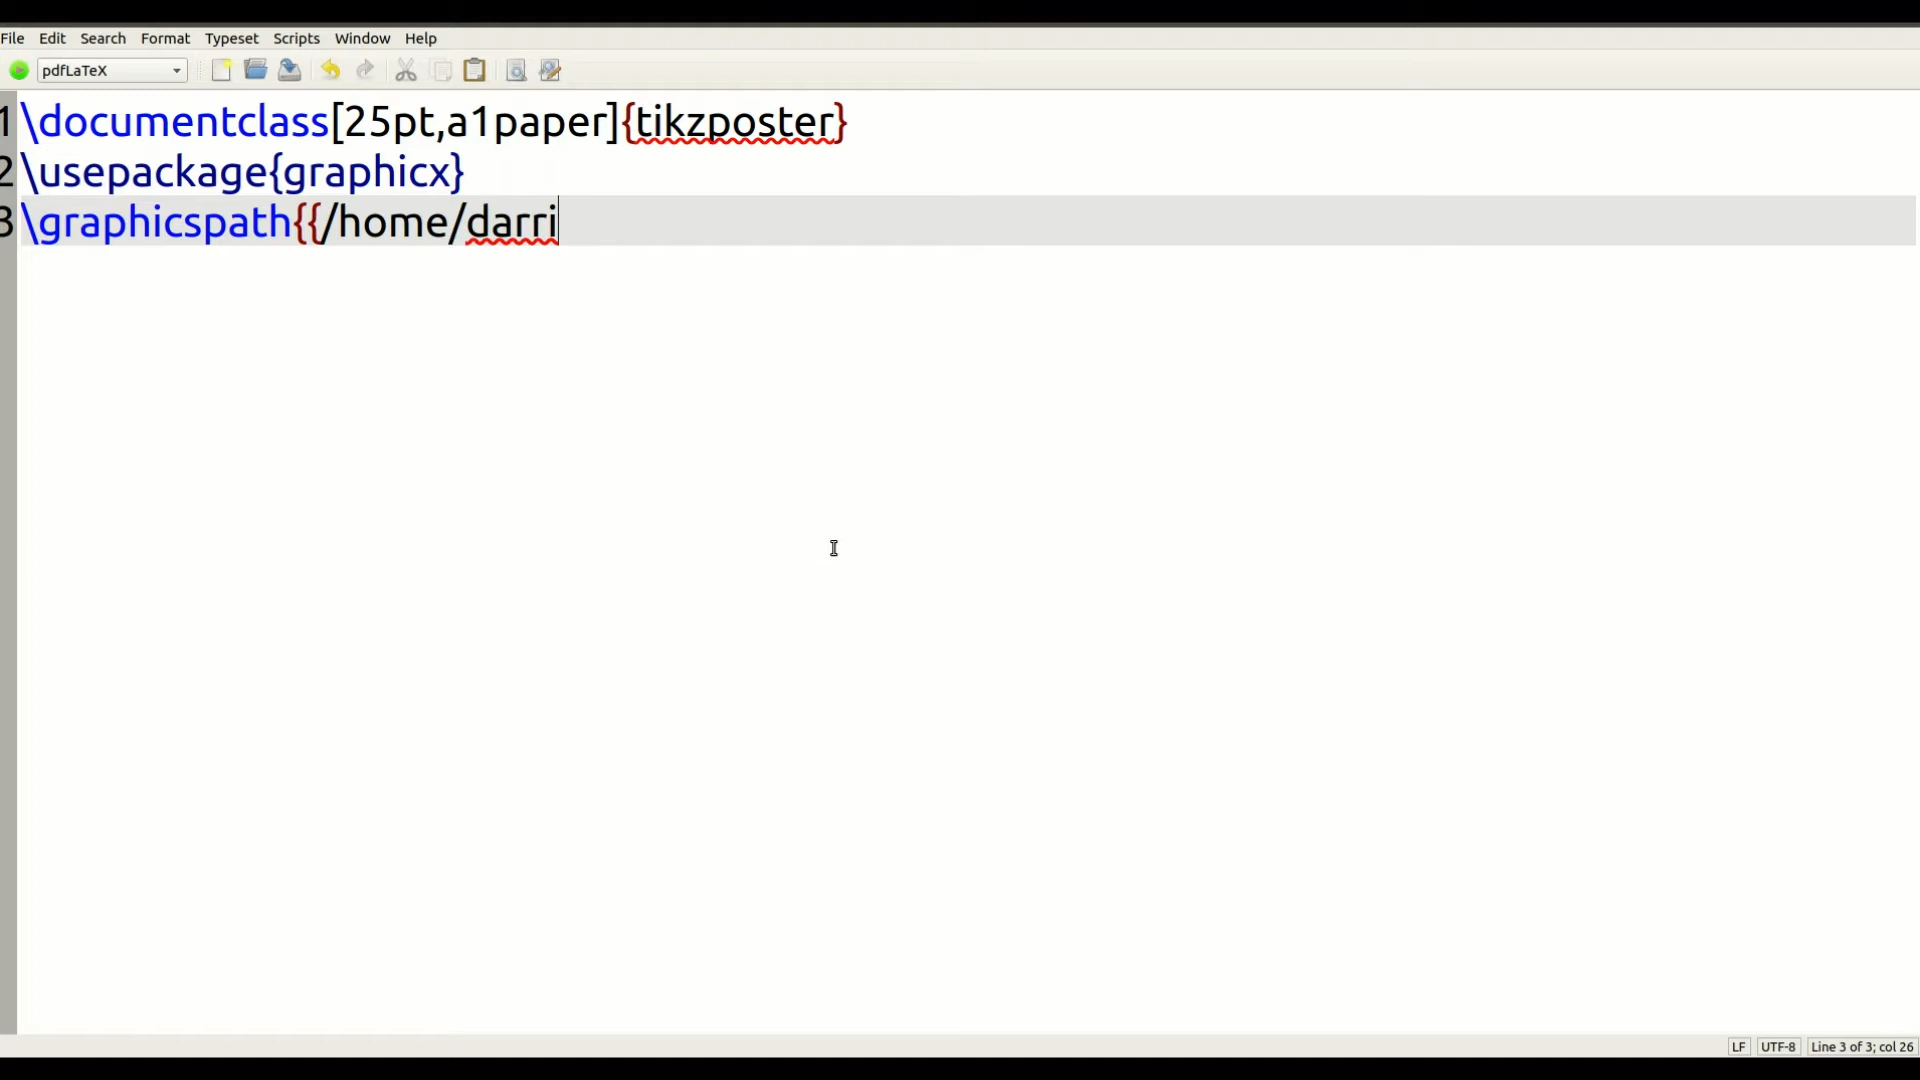 File Edit Search Format Typeset Scripts Window Help
pdfLaTeX
1 \documentclass[25pt,a1paper]{tikzposter}
2 \usepackage{graphicx}
3 \graphicspath{{/home/darri
LF UTF-8 Line 3 of 3; col 26